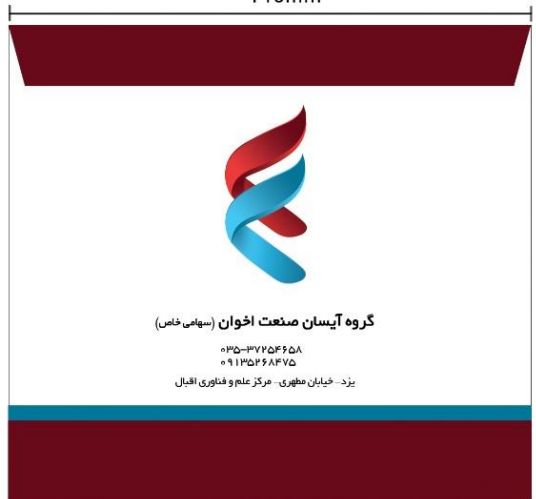 گروه آیسان صنعت اخوان (سهامی خاص)
۰۳۵-۳۷۲۵۴۶۵۸
۰۹۱۳۵۲۶۸۴۷۵
یزد- خیابان مطهری- مرکز علم و فناوری اقبال